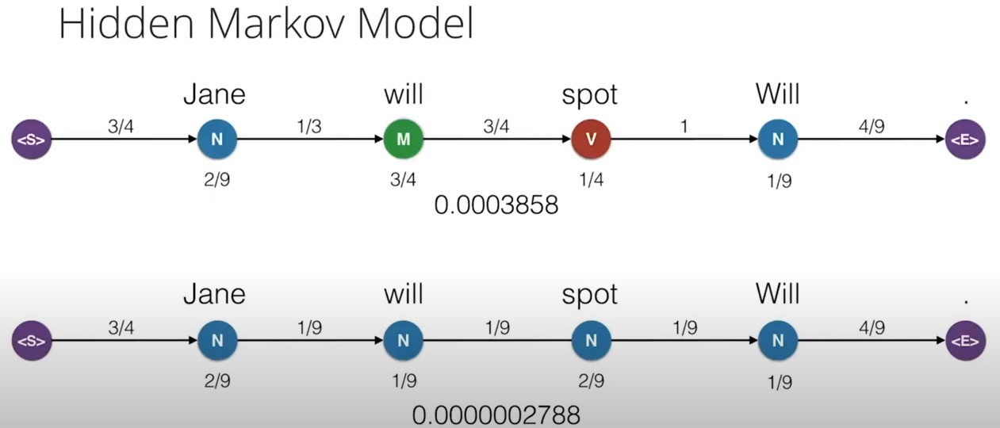 Hidden Markov Model
Jane will spot Will .
3/4 1/3 3/4 1 4/9
<S> N M V N <E>
2/9 3/4 1/4 1/9
0.0003858
Jane will spot Will .
3/4 1/9 1/9 1/9 4/9
<S> N N N N <E>
2/9 1/9 2/9 1/9
0.0000002788